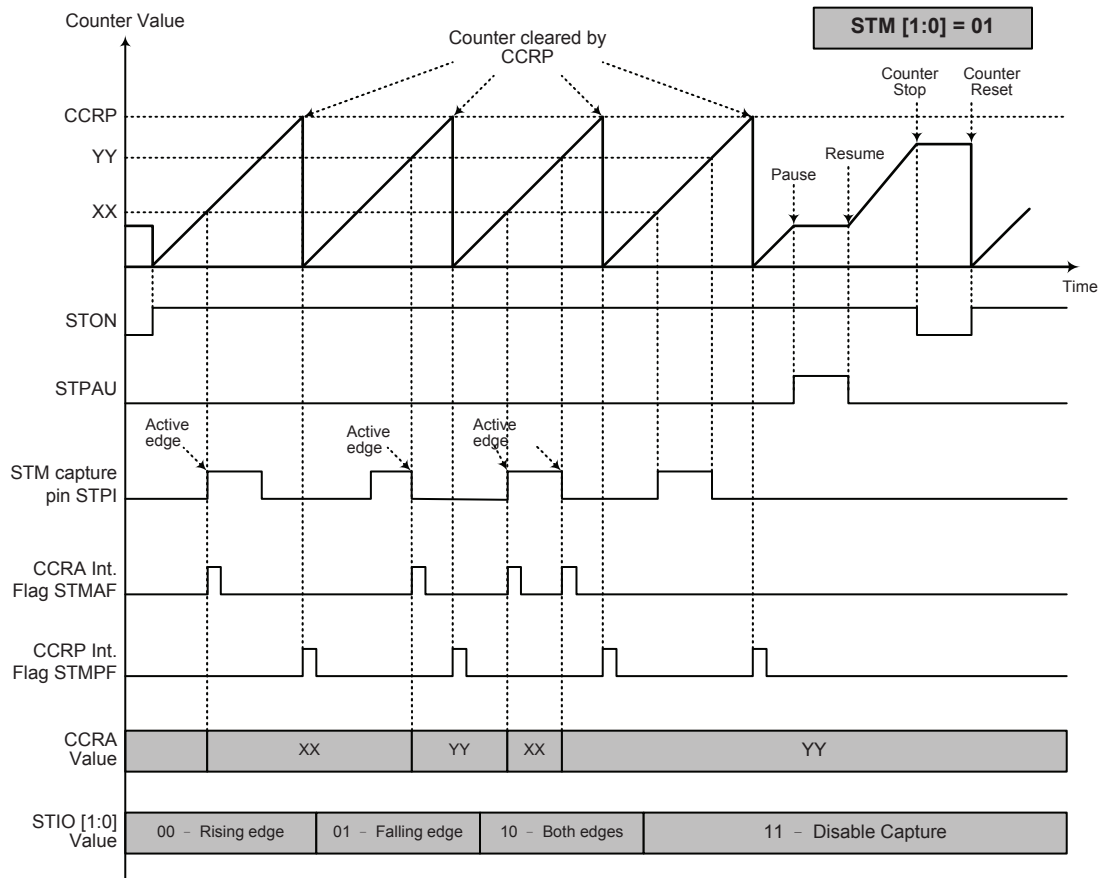 Counter Value
STM [1:0] = 01
Counter cleared by
CCRP
Counter
Stop
Counter
Reset
CCRP
YY
Resume
Pause
XX
Time
STON
STPAU
Active
edge
Active
edge
Active
edge
STM capture
pin STPI
CCRA Int.
Flag STMAF
CCRP Int.
Flag STMPF
CCRA
Value
XX
YY
XX
YY
STIO [1:0]
Value
00 – Rising edge
01 – Falling edge
10 – Both edges
11 – Disable Capture